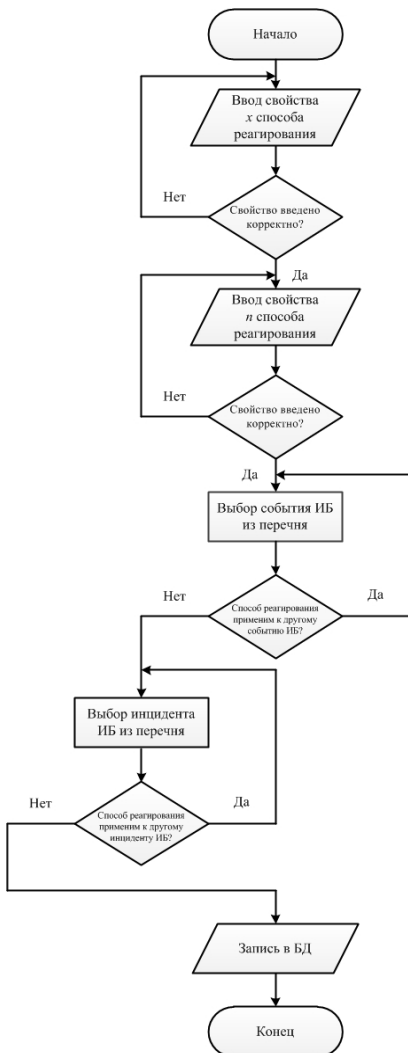 Начало
Ввод свойства
x способа
реагирования
Нет
Свойство введено
корректно?
Да
Ввод свойства
n способа
реагирования
Нет
Свойство введено
корректно?
Да
Выбор события ИБ
из перечня
Нет
Способ реагирования
применим к другому
событию ИБ?
Да
Выбор инцидента
ИБ из перечня
Нет
Способ реагирования
применим к другому
инциденту ИБ?
Да
Запись в БД
Конец